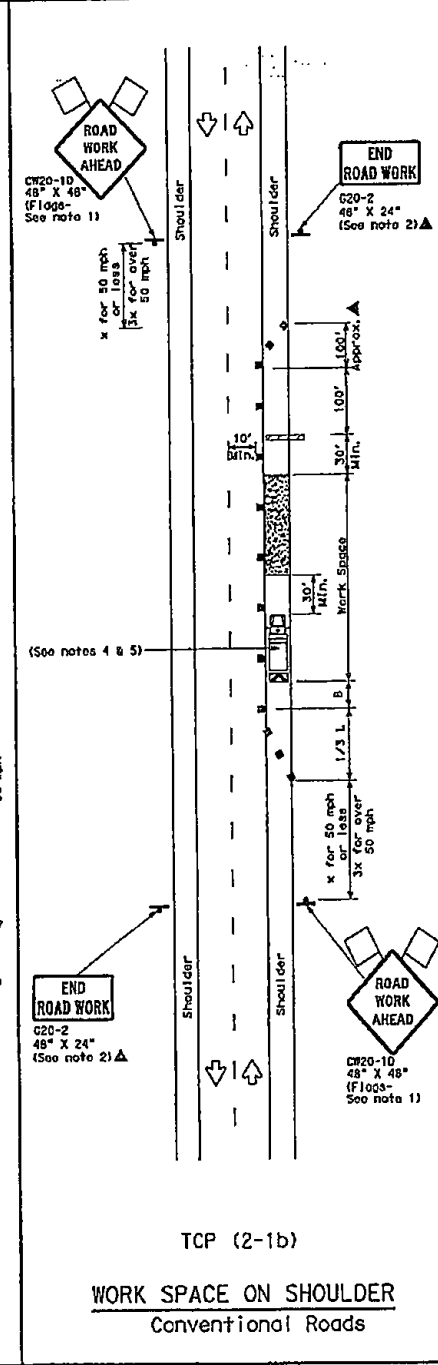 ROAD
WORK
AHEAD
CW20-1D
48" X 48"
(Flags-
See note 1)
x for 50 mph
or less
3x for over
50 mph
Shoulder
Shoulder
END
ROAD WORK
G20-2
48" X 24"
(See note 2)
100'
Approx.
100'
10'
Min.
30'
Min.
Work Space
30'
Min.
(See notes 4 & 5)
B
1/3 L
x for 50 mph
or less
3x for over
50 mph
END
ROAD WORK
G20-2
48" X 24"
(See note 2)
Shoulder
Shoulder
ROAD
WORK
AHEAD
CW20-1D
48" X 48"
(Flags-
See note 1)
TCP (2-1b)
WORK SPACE ON SHOULDER
Conventional Roads